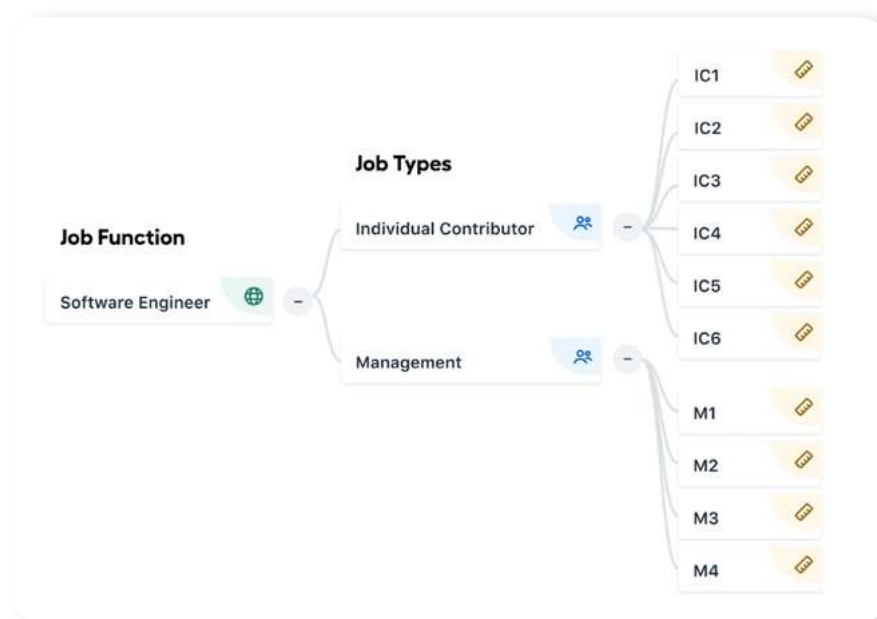 Job Function
Software Engineer
Job Types
Individual Contributor
Management
IC1
IC2
IC3
IC4
IC5
IC6
M1
M2
M3
M4